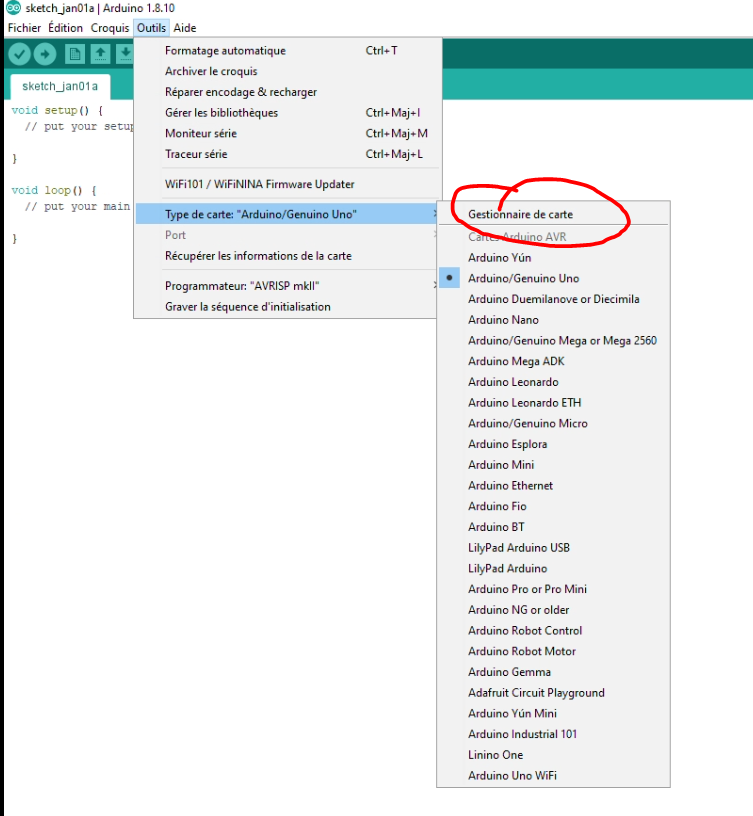 sketch_jan01a | Arduino 1.8.10
Fichier Édition Croquis Outils Aide
Formatage automatique Ctrl+T
Archiver le croquis
Réparer encodage & recharger
Gérer les bibliothèques Ctrl+Maj+I
Moniteur série Ctrl+Maj+M
Traceur série Ctrl+Maj+L
WiFi101 / WiFiNINA Firmware Updater
Type de carte: "Arduino/Genuino Uno"
Port
Récupérer les informations de la carte
Programmateur: "AVRISP mkII"
Graver la séquence d'initialisation
sketch_jan01a
void setup() {
// put your setup
}
void loop() {
// put your main
}
Gestionnaire de carte
Cartes Arduino AVR
Arduino Yún
Arduino/Genuino Uno
Arduino Duemilanove or Diecimila
Arduino Nano
Arduino/Genuino Mega or Mega 2560
Arduino Mega ADK
Arduino Leonardo
Arduino Leonardo ETH
Arduino/Genuino Micro
Arduino Esplora
Arduino Mini
Arduino Ethernet
Arduino Fio
Arduino BT
LilyPad Arduino USB
LilyPad Arduino
Arduino Pro or Pro Mini
Arduino NG or older
Arduino Robot Control
Arduino Robot Motor
Arduino Gemma
Adafruit Circuit Playground
Arduino Yún Mini
Arduino Industrial 101
Linino One
Arduino Uno WiFi